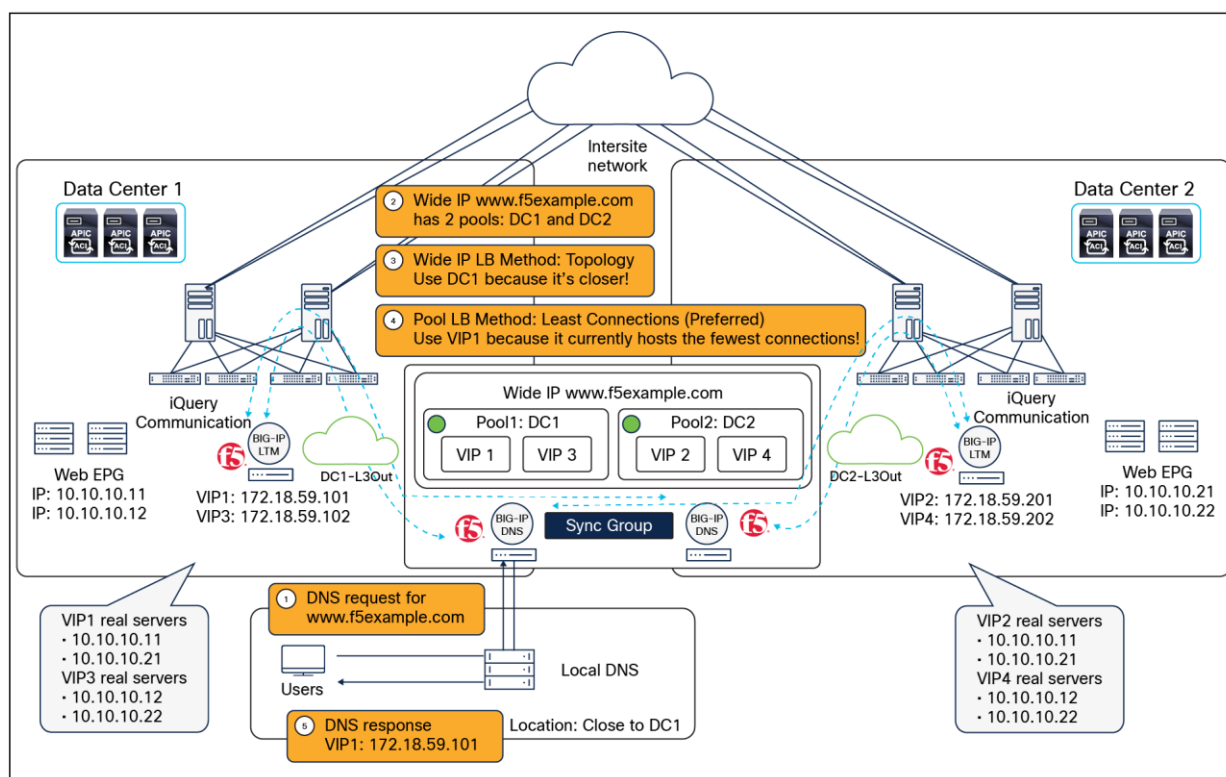 Intersite
network
Data Center 1
APIC
ACI
APIC
ACI
APIC
ACI
Data Center 2
APIC
ACI
APIC
ACI
APIC
ACI
2
Wide IP www.f5example.com
has 2 pools: DC1 and DC2
3
Wide IP LB Method: Topology
Use DC1 because it's closer!
4
Pool LB Method: Least Connections (Preferred)
Use VIP1 because it currently hosts the fewest connections!
iQuery
Communication
iQuery
Communication
Wide IP www.f5example.com
Pool1: DC1
VIP 1
VIP 3
Pool2: DC2
VIP 2
VIP 4
Web EPG
IP: 10.10.10.11
IP: 10.10.10.12
f5
BIG-IP
LTM
VIP1: 172.18.59.101
VIP3: 172.18.59.102
DC1-L3Out
DC2-L3Out
f5
BIG-IP
LTM
VIP2: 172.18.59.201
VIP4: 172.18.59.202
Web EPG
IP: 10.10.10.21
IP: 10.10.10.22
f5
BIG-IP
DNS
Sync Group
BIG-IP
DNS
f5
VIP1 real servers
· 10.10.10.11
· 10.10.10.21
VIP3 real servers
· 10.10.10.12
· 10.10.10.22
1
DNS request for
www.f5example.com
Users
Local DNS
5
DNS response
VIP1: 172.18.59.101
Location: Close to DC1
VIP2 real servers
· 10.10.10.11
· 10.10.10.21
VIP4 real servers
· 10.10.10.12
· 10.10.10.22